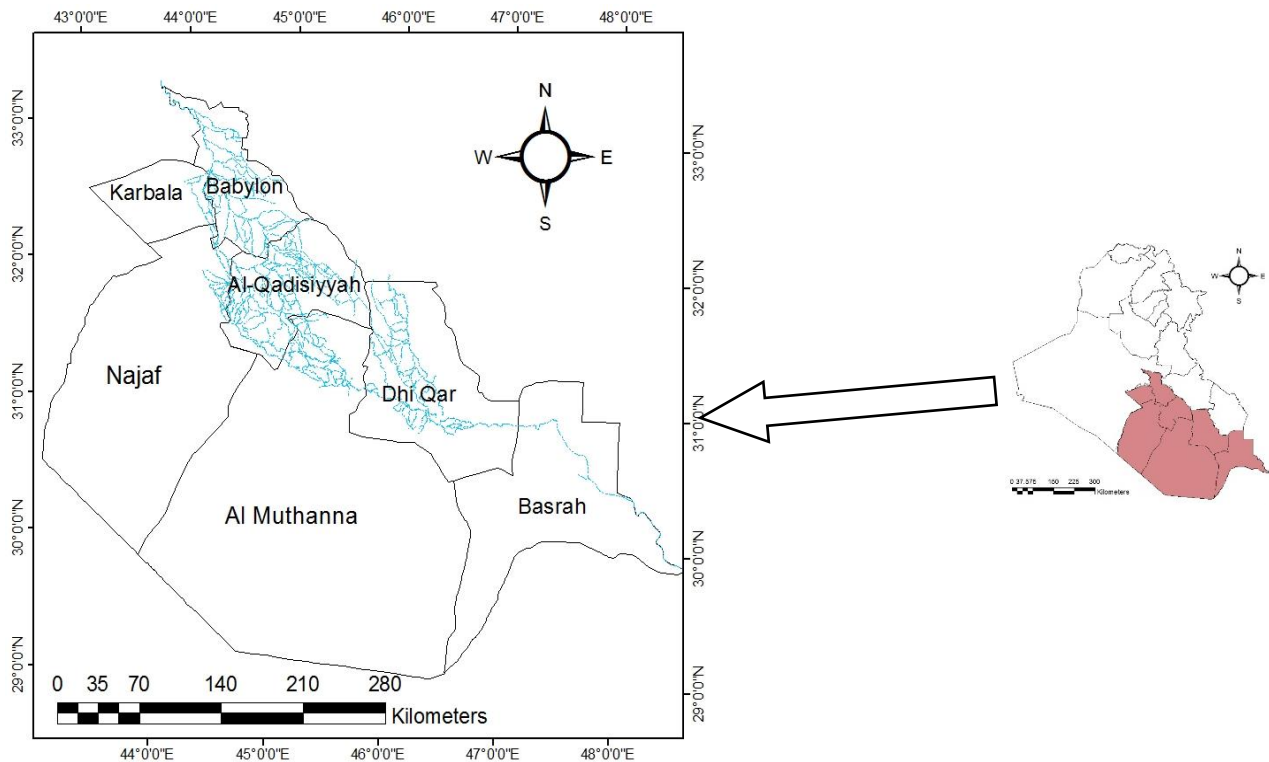 43°0'0"E 44°0'0"E 45°0'0"E 46°0'0"E 47°0'0"E 48°0'0"E
33°0'0"N
32°0'0"N
31°0'0"N
30°0'0"N
29°0'0"N
N
W E
S
Karbala
Babylon
Al-Qadisiyyah
Najaf
Dhi Qar
Al Muthanna
Basrah
0 35 70 140 210 280
Kilometers
44°0'0"E 45°0'0"E 46°0'0"E 47°0'0"E 48°0'0"E
33°0'0"N
32°0'0"N
31°0'0"N
30°0'0"N
29°0'0"N
N
W E
S
225 300
Kilometers